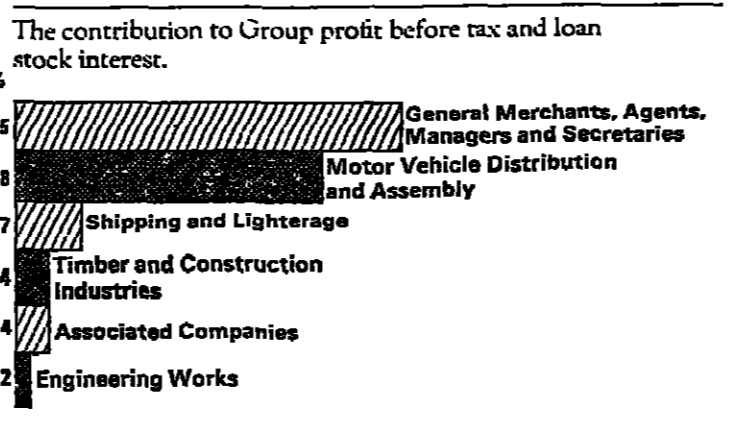 The contribution to Group profit before tax and loan
stock interest.
%
5
General Merchants, Agents,
Managers and Secretaries
8
Motor Vehicle Distribution
and Assembly
7
Shipping and Lighterage
4
Timber and Construction
Industries
4
Associated Companies
2
Engineering Works